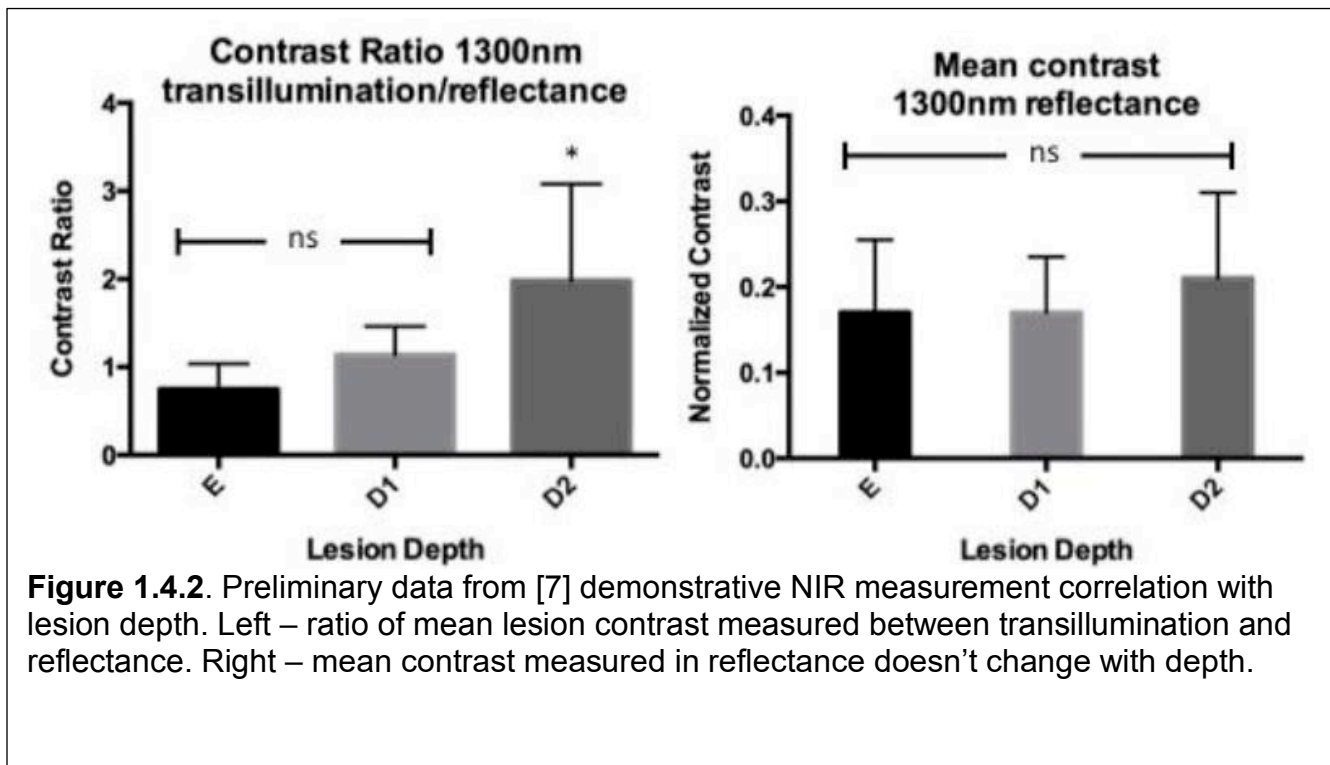 Contrast Ratio 1300nm
transillumination/reflectance
4
3
2
1
0
Contrast Ratio
ns
*
E
D1
D2
Lesion Depth
Mean contrast
1300nm reflectance
0.4
0.3
0.2
0.1
0.0
Normalized Contrast
ns
E
D1
D2
Lesion Depth
Figure 1.4.2. Preliminary data from [7] demonstrative NIR measurement correlation with
lesion depth. Left – ratio of mean lesion contrast measured between transillumination and
reflectance. Right – mean contrast measured in reflectance doesn’t change with depth.